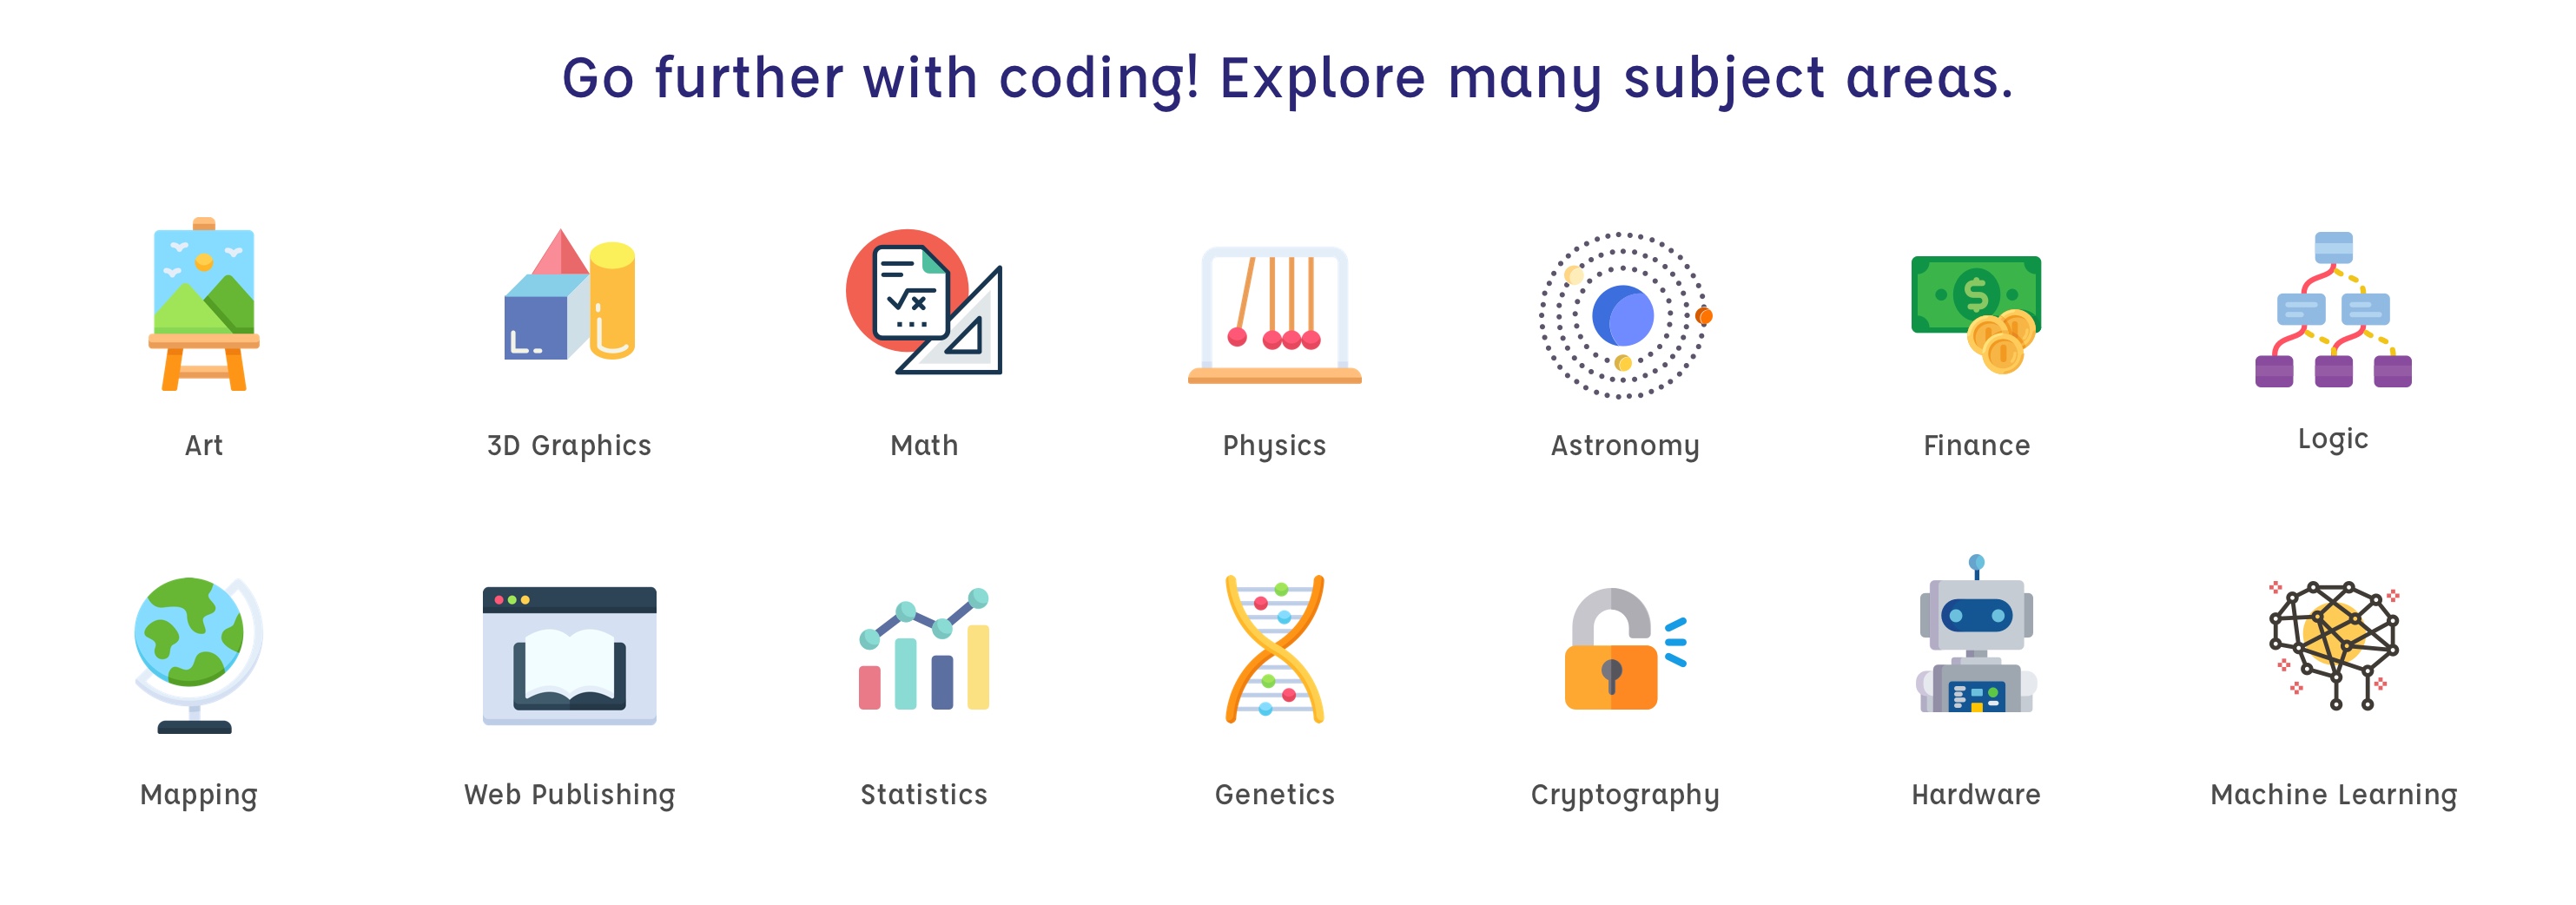 Go further with coding! Explore many subject areas.
Art
3D Graphics
Math
Physics
Astronomy
Finance
Logic
Mapping
Web Publishing
Statistics
Genetics
Cryptography
Hardware
Machine Learning